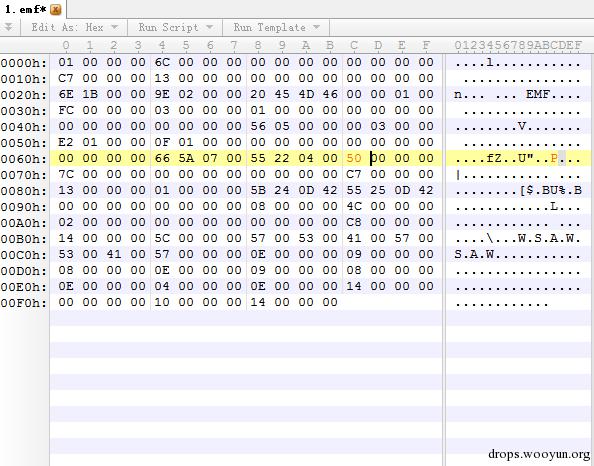 1.emf*
Edit As: Hex Run Script Run Template
0 1 2 3 4 5 6 7 8 9 A B C D E F 0123456789ABCDEF
0000h: 01 00 00 00 6C 00 00 00 00 00 00 00 00 00 00 00 ....l...........
0010h: C7 00 00 00 13 00 00 00 00 00 00 00 00 00 00 00 ................
0020h: 6E 1B 00 00 9E 02 00 00 20 45 4D 46 00 00 01 00 n....... EMF....
0030h: FC 00 00 00 03 00 00 00 01 00 00 00 00 00 00 00 ................
0040h: 00 00 00 00 00 00 00 00 56 05 00 00 00 03 00 00 ........V.......
0050h: E2 01 00 00 0F 01 00 00 00 00 00 00 00 00 00 00 ................
0060h: 00 00 00 00 66 5A 07 00 55 22 04 00 50 00 00 00 ....fZ..U"..P...
0070h: 7C 00 00 00 00 00 00 00 00 00 00 00 C7 00 00 00 |...............
0080h: 13 00 00 00 01 00 00 00 5B 24 0D 42 55 25 0D 42 ........[$.BU%.B
0090h: 00 00 00 00 00 00 00 00 08 00 00 00 4C 00 00 00 ............L...
00A0h: 02 00 00 00 00 00 00 00 00 00 00 00 C8 00 00 00 ................
00B0h: 14 00 00 00 5C 00 00 00 57 00 53 00 41 00 57 00 ....\...W.S.A.W.
00C0h: 53 00 41 00 57 00 00 00 0E 00 00 00 09 00 00 00 S.A.W...........
00D0h: 08 00 00 00 0E 00 00 00 09 00 00 00 08 00 00 00 ................
00E0h: 0E 00 00 00 04 00 00 00 0E 00 00 00 14 00 00 00 ................
00F0h: 00 00 00 00 10 00 00 00 14 00 00 00 ............
drops.wooyun.org